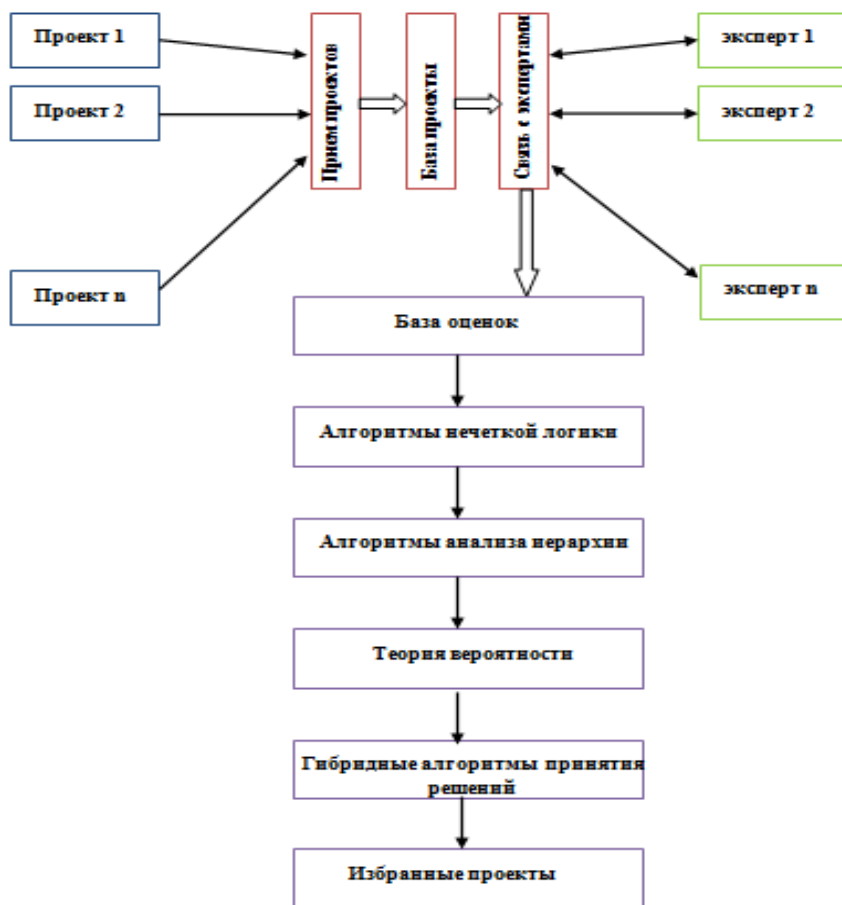 Проект 1
Проект 2
Проект n
Прием проектов
База проекты
Связь с экспертами
эксперт 1
эксперт 2
эксперт n
База оценок
Алгоритмы нечеткой логики
Алгоритмы анализа иерархии
Теория вероятности
Гибридные алгоритмы принятия
решений
Избранные проекты